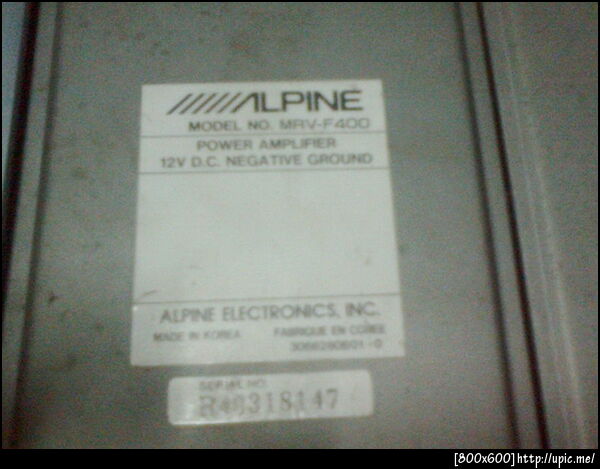 ALPINE
MODEL NO. MRV-F400
POWER AMPLIFIER
12V D.C. NEGATIVE GROUND
ALPINE ELECTRONICS, INC.
MADE IN KOREA FABRIQUE EN COREE
SERIAL NO.
R40318147
[800x600]http://upic.me/